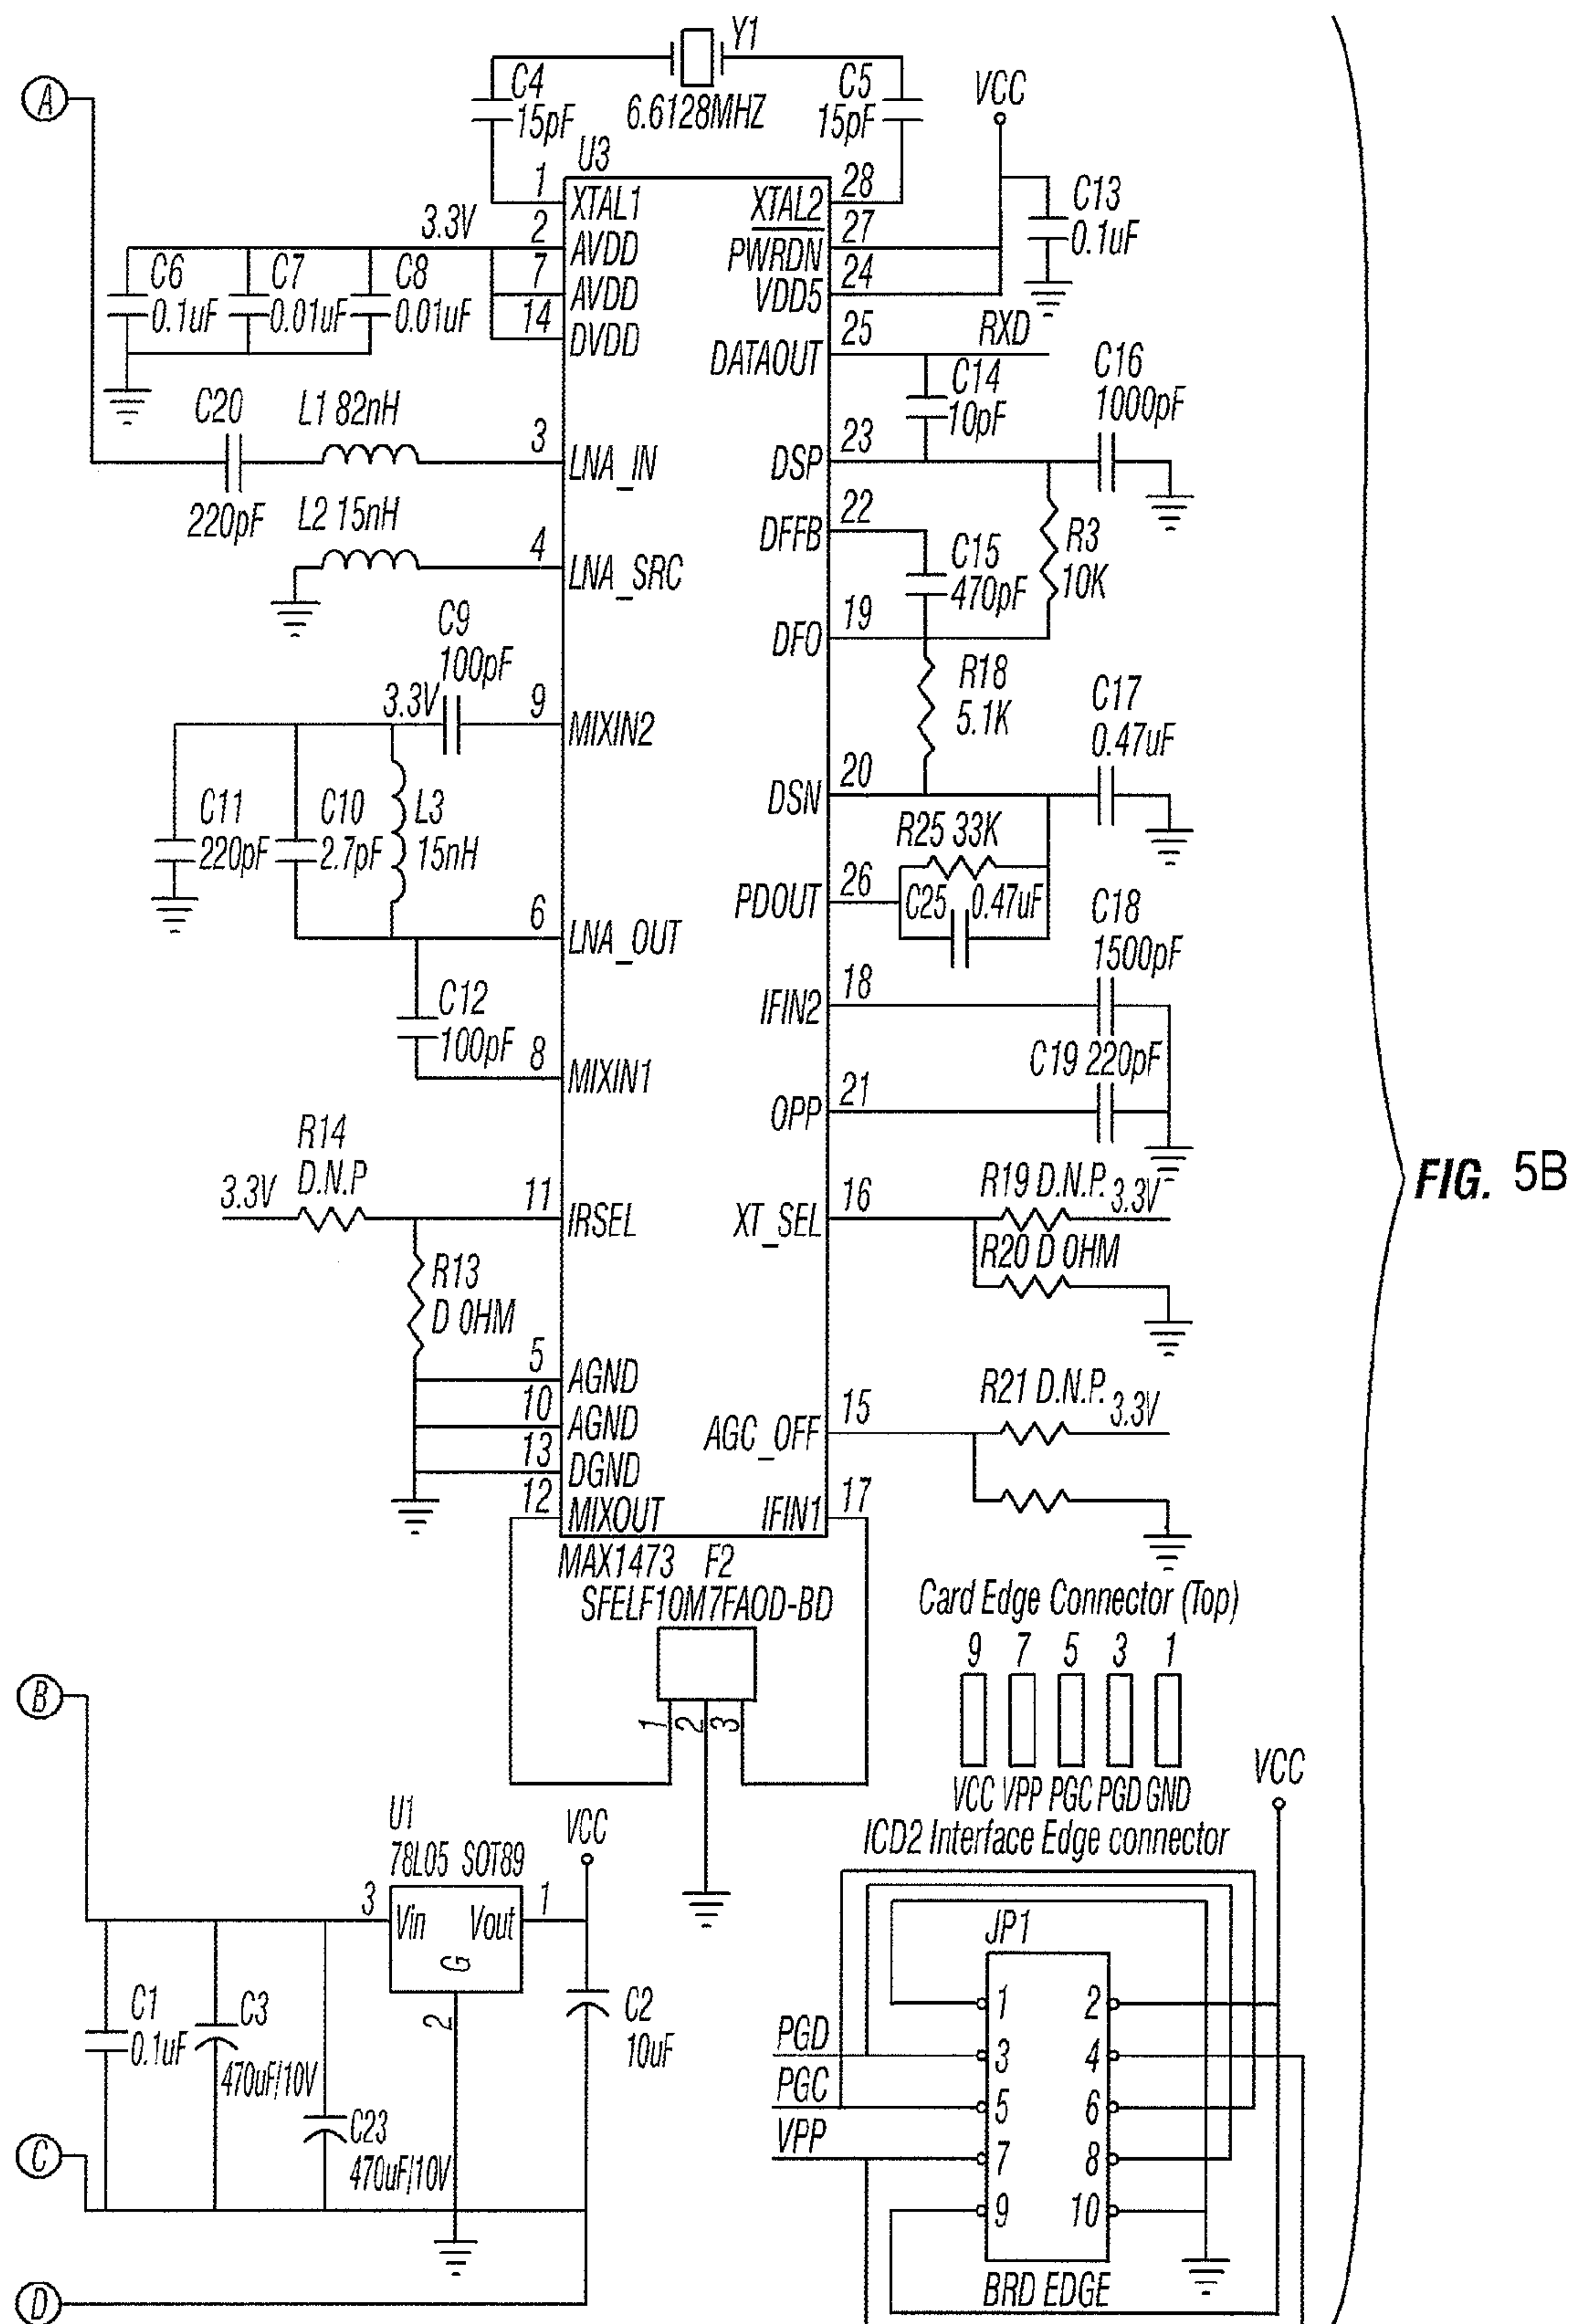 Y1
A
C4
15pF
6.6128MHZ
C5
15pF
VCC
U3
1
XTAL1
XTAL2
28
C13
0.1uF
3.3V
2
AVDD
PWRDN
27
7
AVDD
VDD5
24
14
DVDD
C6
0.1uF
C7
0.01uF
C8
0.01uF
DATAOUT
25
RXD
C14
10pF
C16
1000pF
C20
220pF
L1 82nH
3
LNA_IN
DSP
23
L2 15nH
4
LNA_SRC
DFFB
22
C15
470pF
R3
10K
DFO
19
C9
100pF
3.3V
9
MIXIN2
R18
5.1K
C17
0.47uF
DSN
20
C11
220pF
C10
2.7pF
L3
15nH
R25 33K
PDOUT
26
C25 0.47uF
6
LNA_OUT
C18
1500pF
IFIN2
18
C12
100pF
8
MIXIN1
C19 220pF
OPP
21
R14
D.N.P
3.3V
11
IRSEL
XT_SEL
16
R19 D.N.P.
3.3V
R20 D OHM
R13
D OHM
5
AGND
10
AGND
13
DGND
12
MIXOUT
AGC_OFF
15
R21 D.N.P.
3.3V
IFIN1
17
MAX1473 F2
SFELF10M7FAOD-BD
1
2
3
FIG. 5B
Card Edge Connector (Top)
9 7 5 3 1
VCC VPP PGC PGD GND
ICD2 Interface Edge connector
VCC
B
U1
78L05 SOT89
3
Vin
Vout
1
G
2
VCC
C1
0.1uF
C3
470uF/10V
C23
470uF/10V
C2
10uF
C
D
JP1
PGD
PGC
VPP
1 2
3 4
5 6
7 8
9 10
BRD EDGE